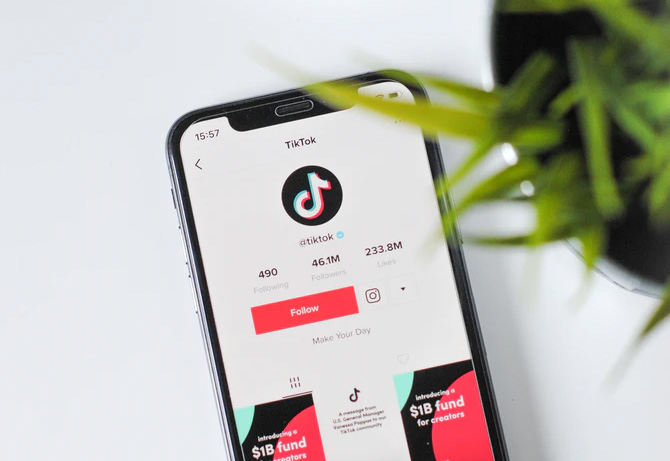 15:57
TikTok
@tiktok
490
46.1M
233.8M
Following
Followers
Likes
Follow
Make Your Day
introducing a
$1B fund
for creators
A message from
U.S. General Manager
Vanessa Pappas to our
TikTok community
introducing a
$1B fund
for creators